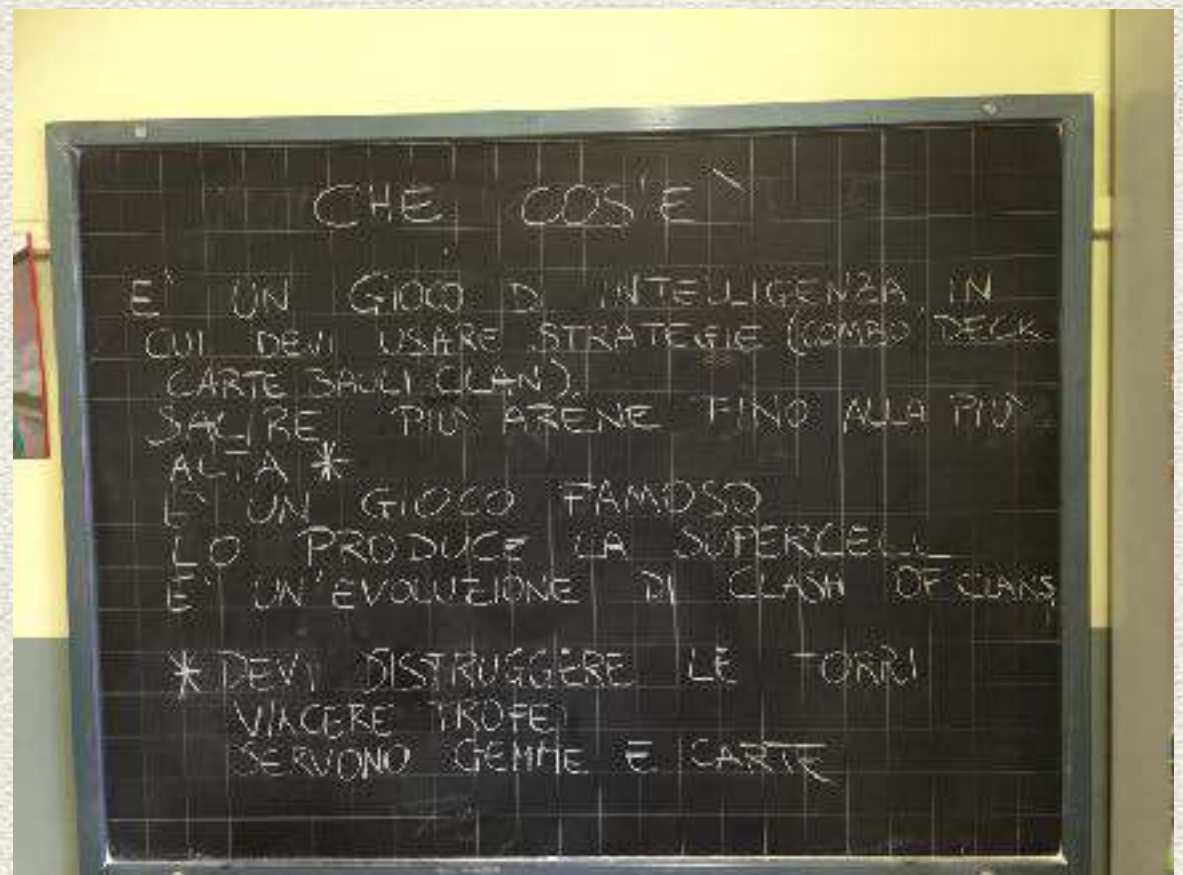 CHE COS'E`
E' UN GIOCO DI INTELLIGENZA IN
CUI DEVI USARE STRATEGIE (COMBO DECK
CARTE BAULI CLAN).
SALIRE PIU' ARENE FINO ALLA PIU'
ALTA *
E' UN GIOCO FAMOSO
LO PRODUCE LA SUPERCELL
E' UN'EVOLUZIONE DI CLASH OF CLANS
* DEVI DISTRUGGERE LE TORRI
VINCERE TROFEI
SERVONO GEMME E CARTE